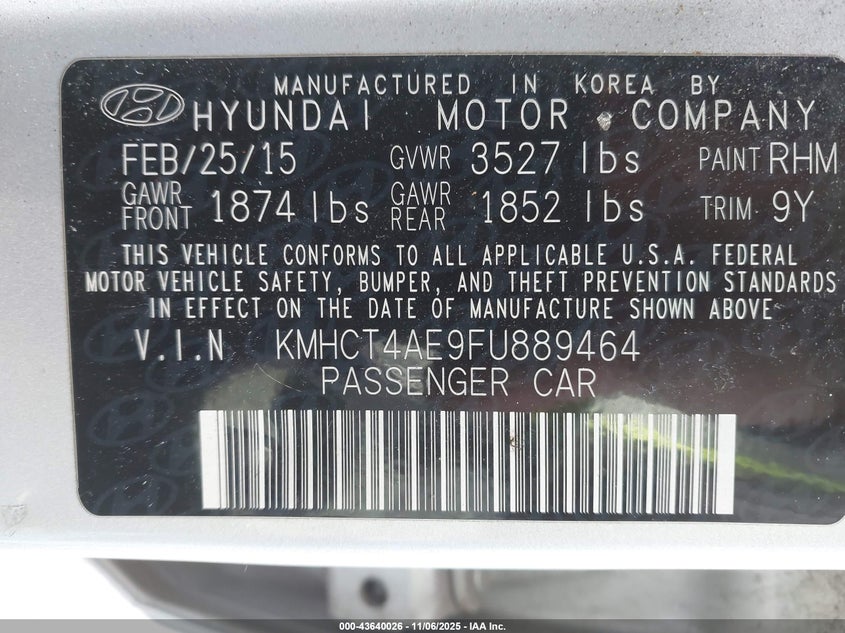 MANUFACTURED IN KOREA BY
HYUNDAI MOTOR COMPANY
FEB/25/15 GVWR 3527 lbs PAINT RHM
GAWR FRONT 1874 lbs GAWR REAR 1852 lbs TRIM 9Y
THIS VEHICLE CONFORMS TO ALL APPLICABLE U.S.A. FEDERAL
MOTOR VEHICLE SAFETY, BUMPER, AND THEFT PREVENTION STANDARDS
IN EFFECT ON THE DATE OF MANUFACTURE SHOWN ABOVE
V.I.N KMHCT4AE9FU889464
PASSENGER CAR
000-43640026 - 11/06/2025 - IAA Inc.